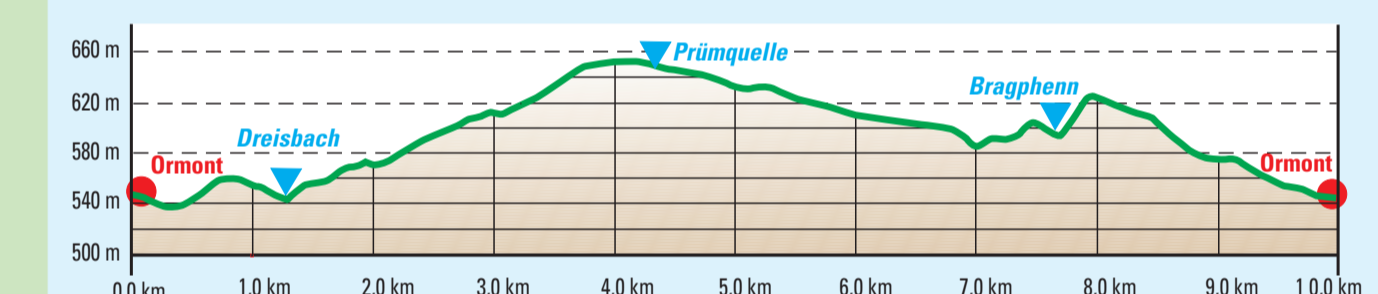 660 m
Prümquelle
Bragphenn
620 m
Dreisbach
580 m
Ormont
Ormont
540 m
500 m
0.0 km 1.0 km 2.0 km 3.0 km 4.0 km 5.0 km 6.0 km 7.0 km 8.0 km 9.0 km 10.0 km